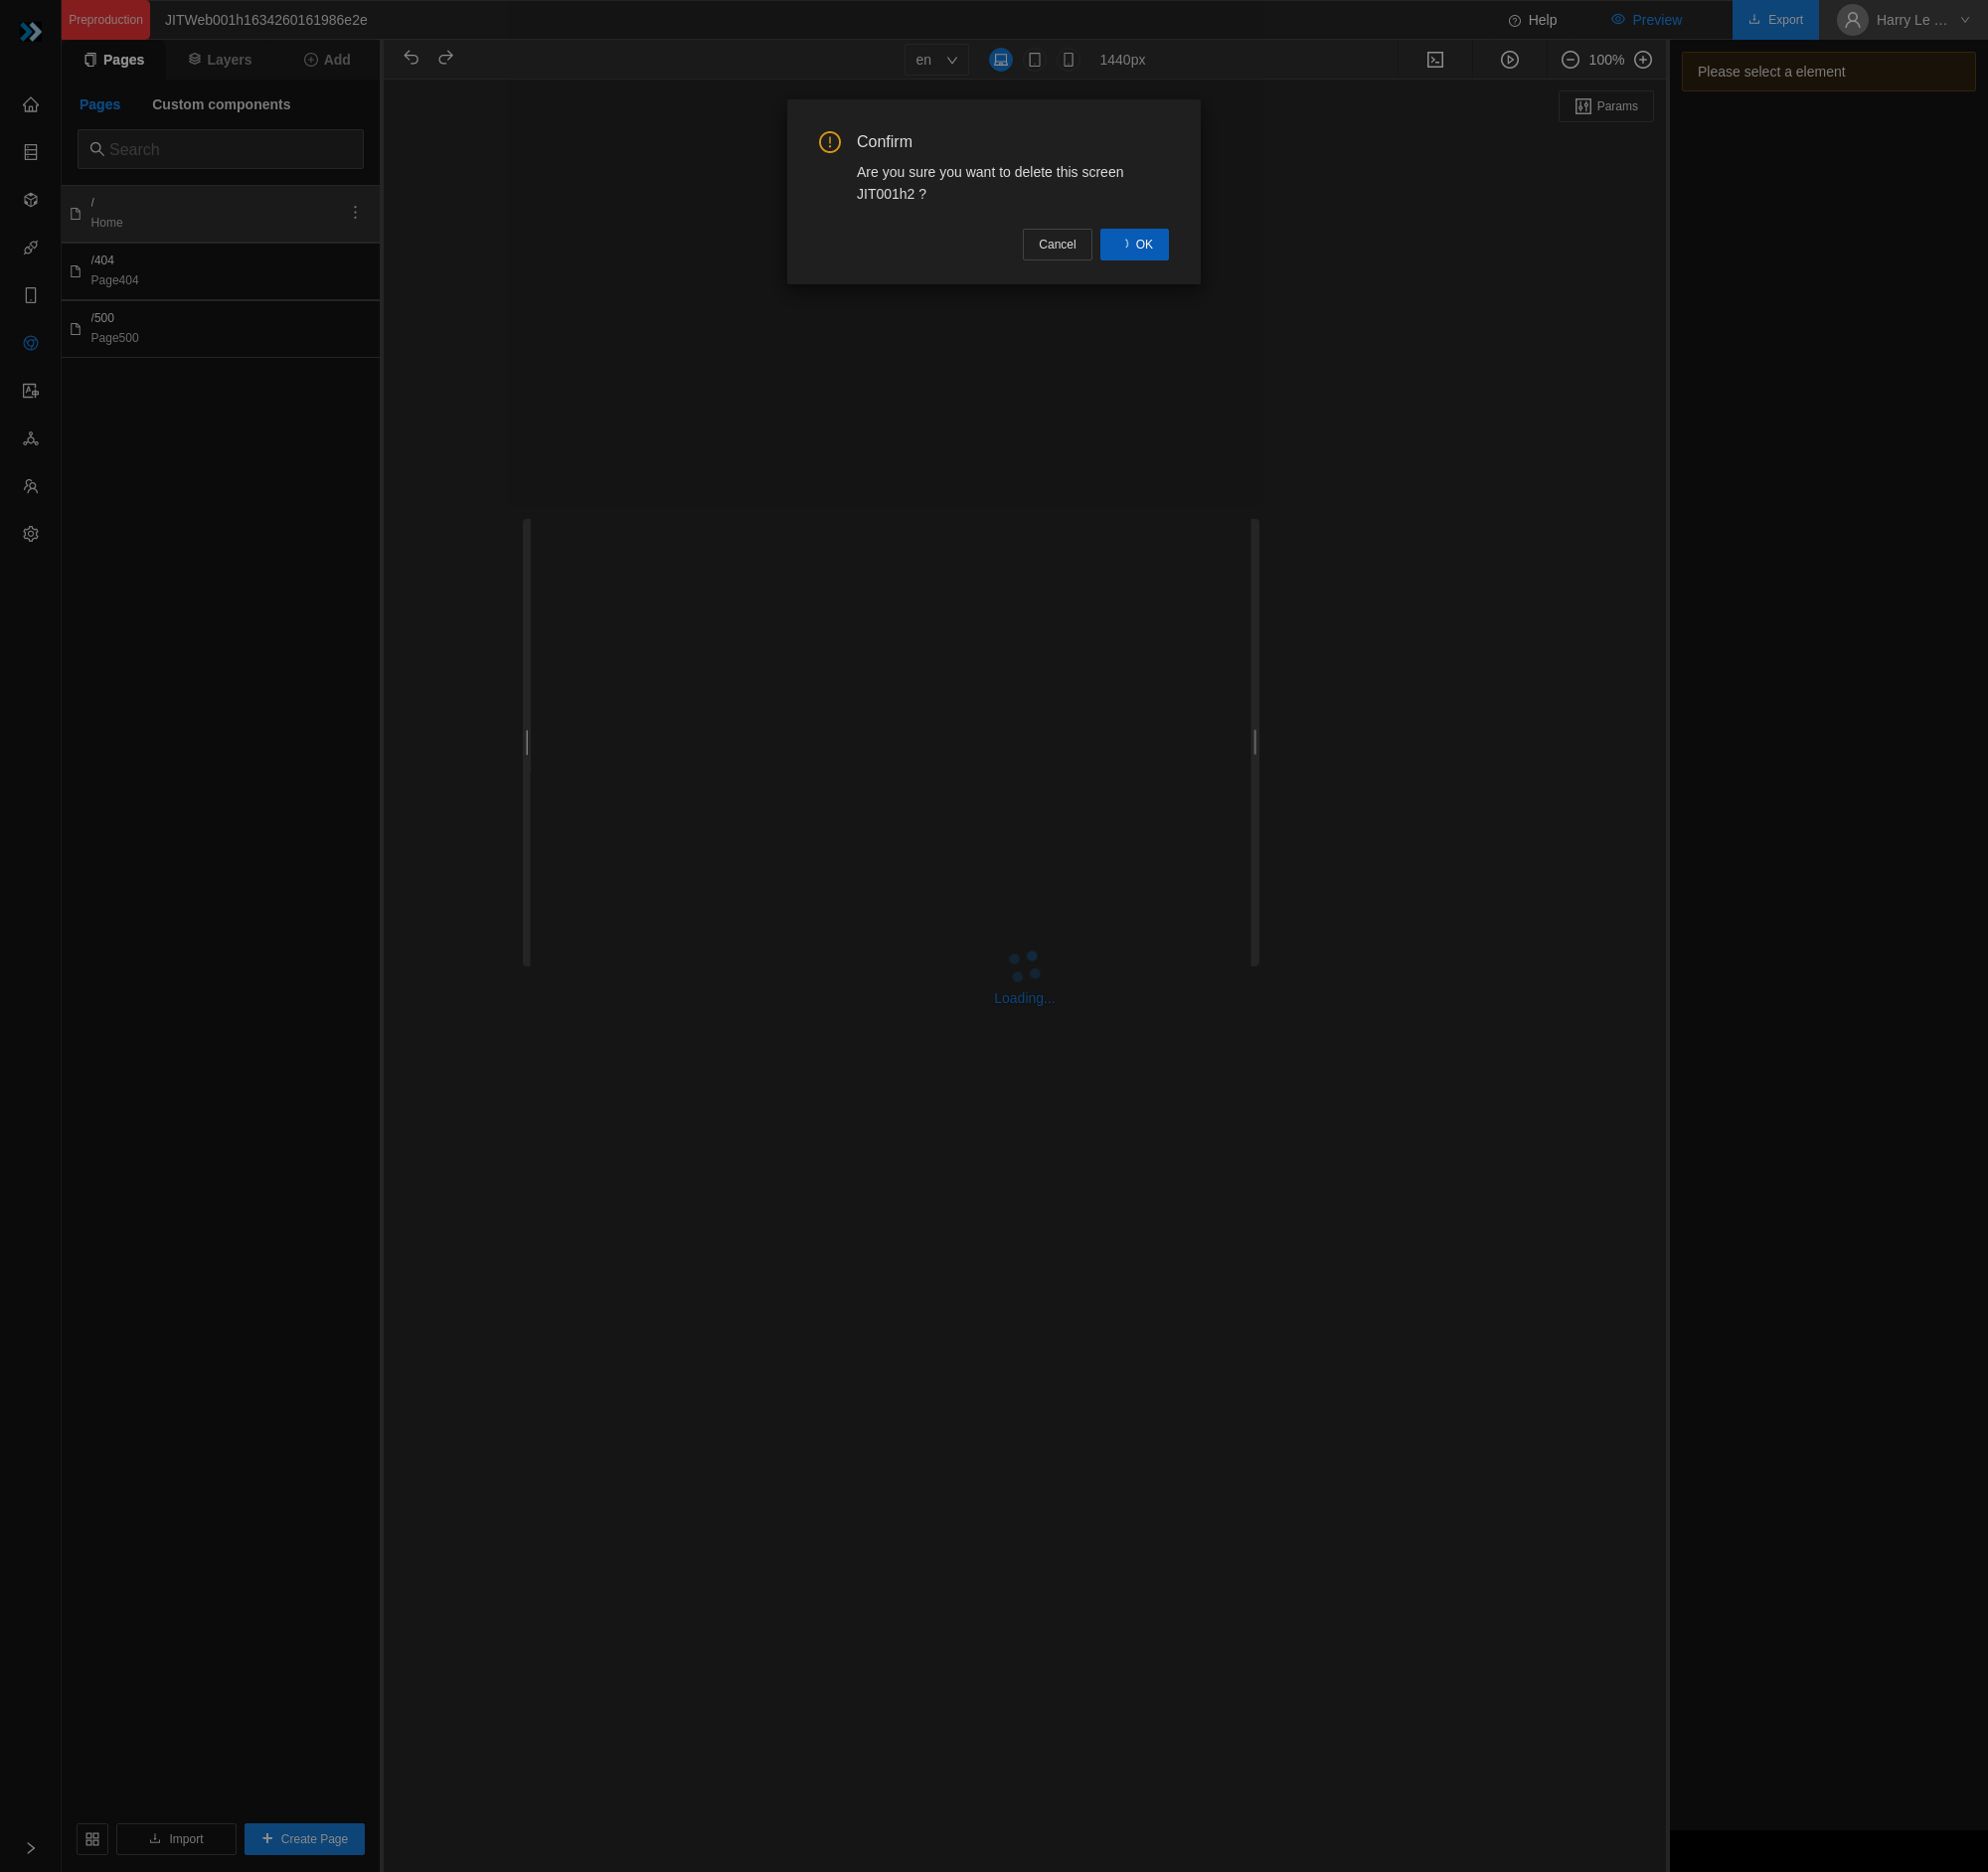 Preproduction
JITWeb001h1634260161986e2e
Help
Preview
Export
Harry Le ...
Pages
Layers
Add
en
1440px
100%
Please select a element
Pages
Custom components
Params
Search
/
Home
/404
Page404
/500
Page500
Confirm
Are you sure you want to delete this screen
JIT001h2 ?
Cancel
OK
Loading...
Import
Create Page